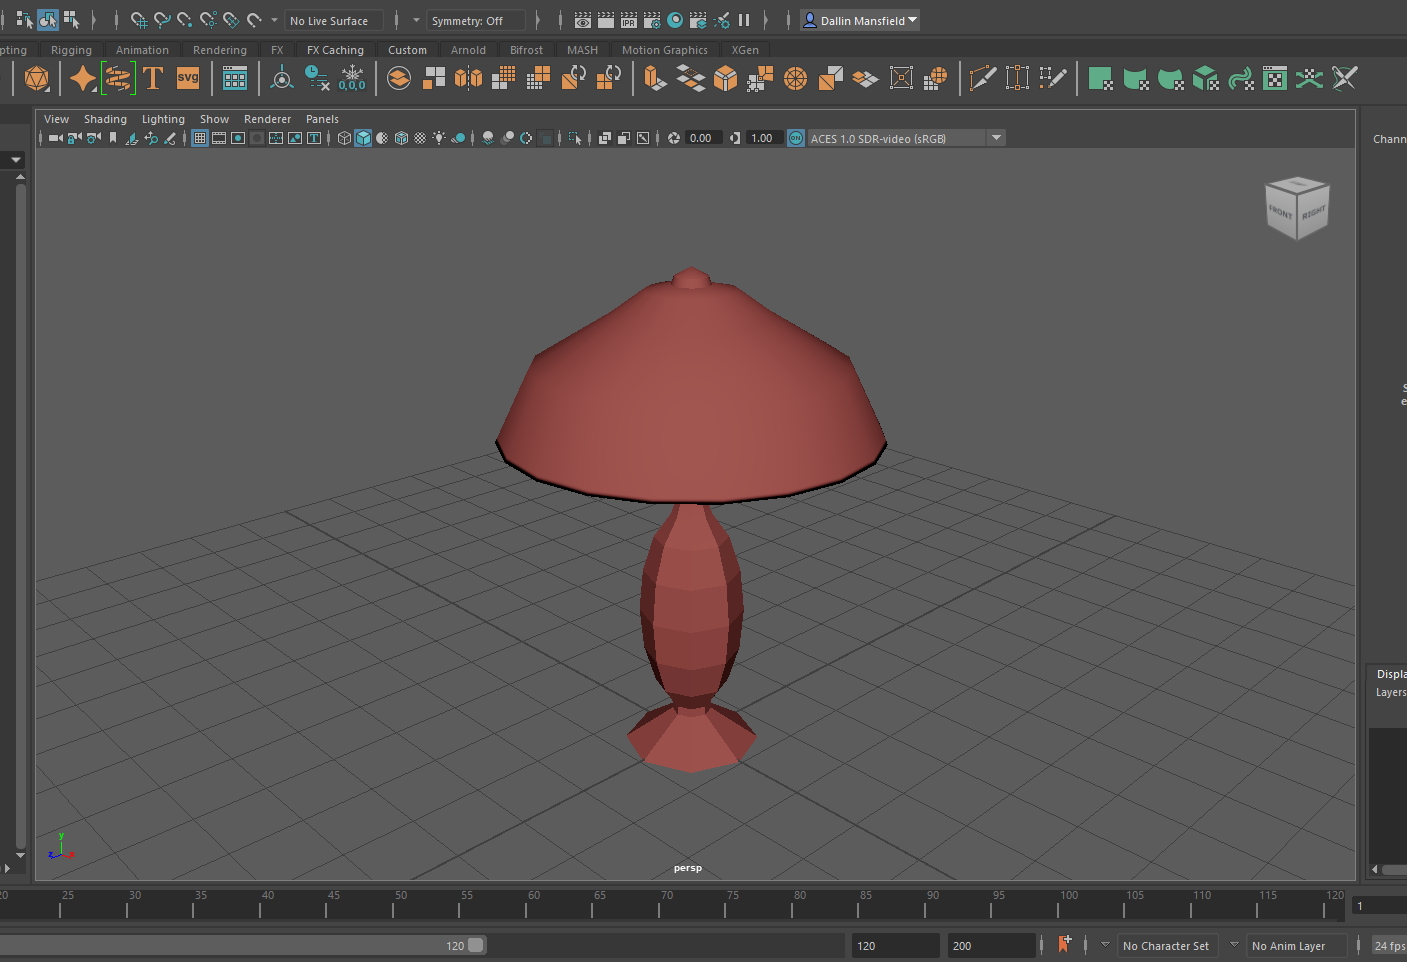 No Live Surface
Symmetry: Off
IPR
Dallin Mansfield
pting Rigging Animation Rendering FX FX Caching Custom Arnold Bifrost MASH Motion Graphics XGen
T svg 0,0,0
View Shading Lighting Show Renderer Panels
0.00 1.00 ON ACES 1.0 SDR-video (sRGB)
Chann
FRONT RIGHT
S
e
Displa
Layers
y
z x
persp
20 25 30 35 40 45 50 55 60 65 70 75 80 85 90 95 100 105 110 115 120
1
120 120 200 No Character Set No Anim Layer 24 fps